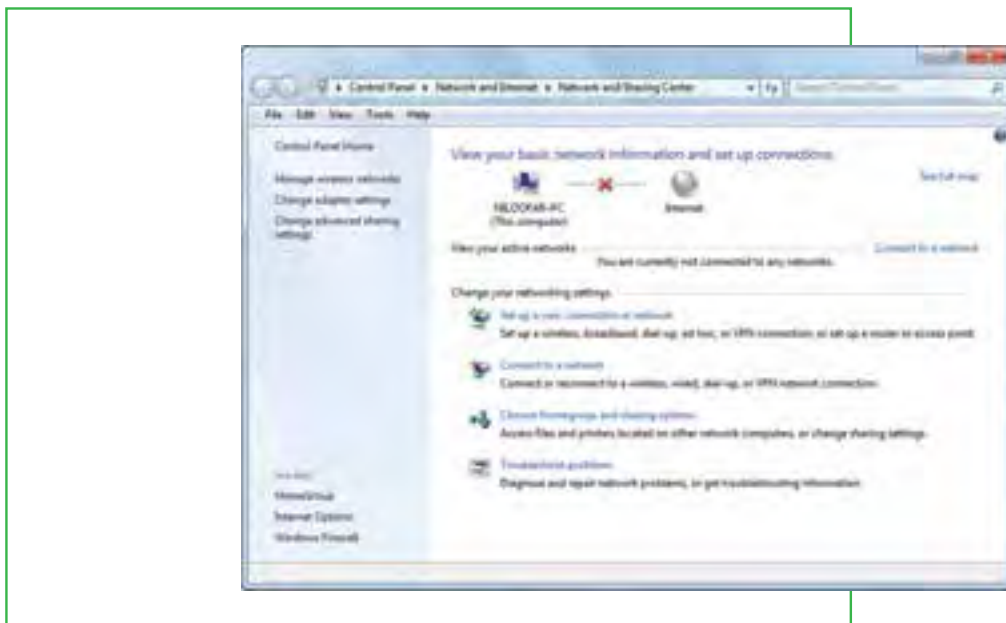 Control Panel ▸ Network and Internet ▸ Network and Sharing Center
File Edit View Tools Help
Control Panel Home
Manage wireless networks
Change adapter settings
Change advanced sharing
settings
View your basic network information and set up connections
See full map
(This computer)
Internet
View your active networks
Connect to a network
You are currently not connected to any networks.
Change your networking settings
Set up a new connection or network
Set up a wireless, broadband, dial-up, ad hoc, or VPN connection; or set up a router or access point.
Connect to a network
Connect or reconnect to a wireless, wired, dial-up, or VPN network connection.
Choose homegroup and sharing options
Access files and printers located on other network computers, or change sharing settings.
Troubleshoot problems
Diagnose and repair network problems, or get troubleshooting information.
See also
HomeGroup
Internet Options
Windows Firewall